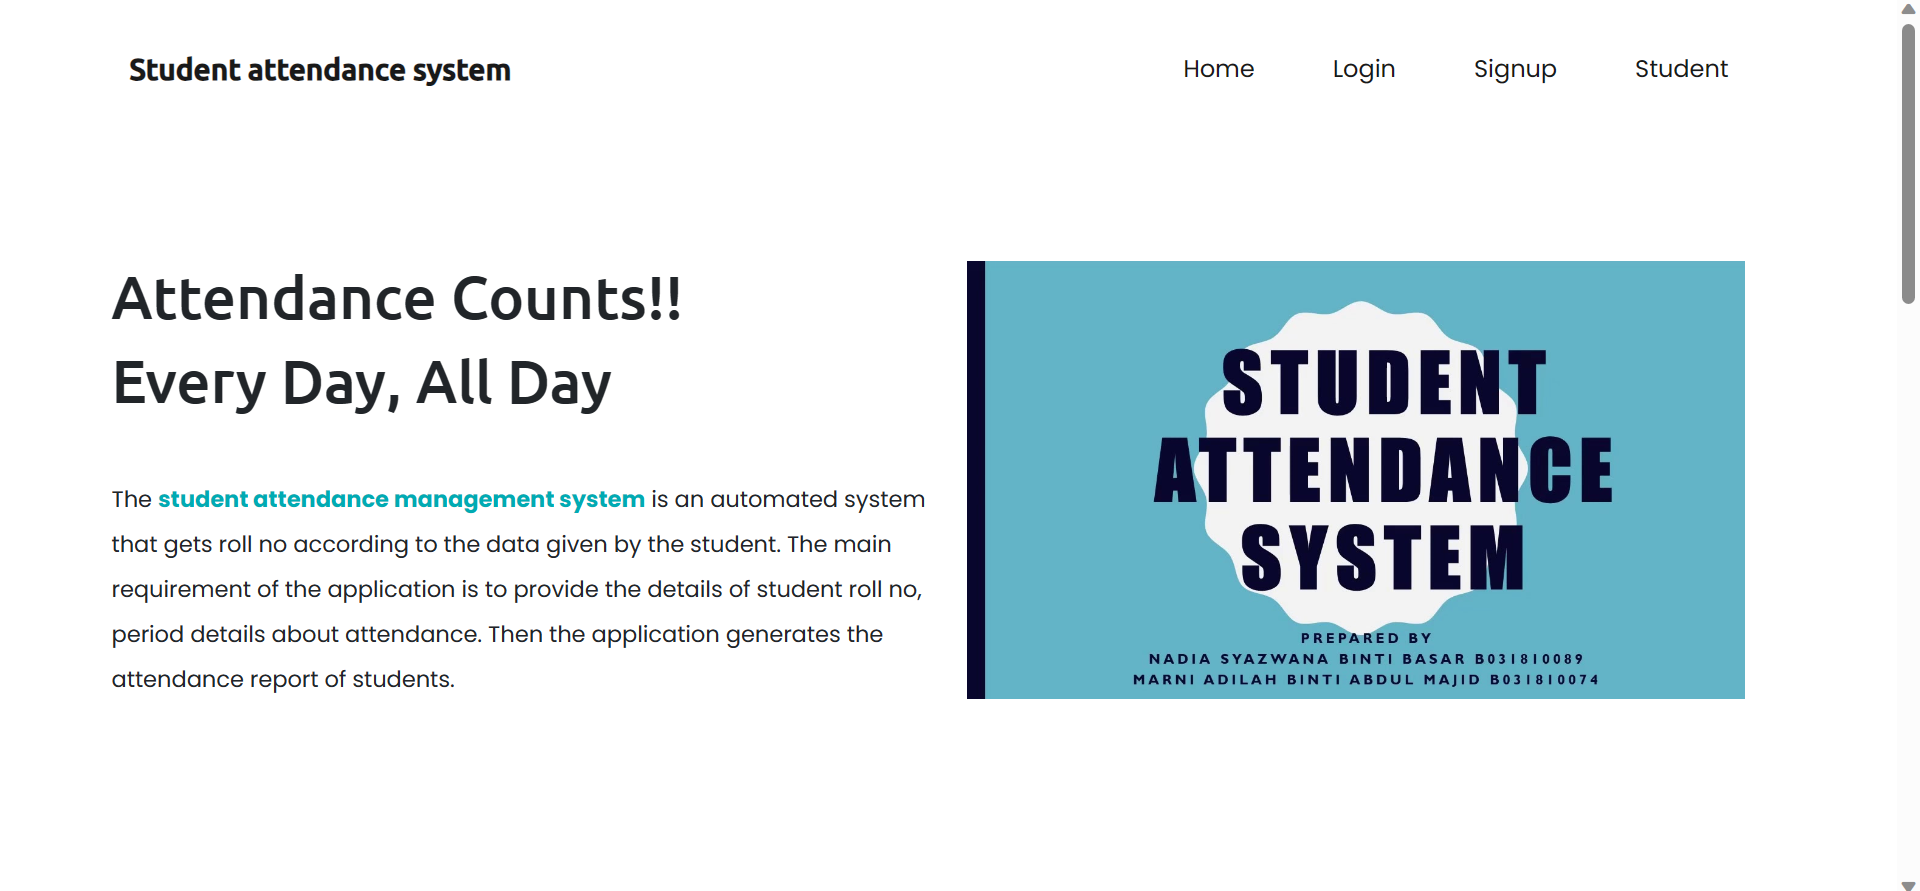 Student attendance system
Home Login Signup Student
Attendance Counts!!
Every Day, All Day
The student attendance management system is an automated system
that gets roll no according to the data given by the student. The main
requirement of the application is to provide the details of student roll no,
period details about attendance. Then the application generates the
attendance report of students.
STUDENT
ATTENDANCE
SYSTEM
PREPARED BY
NADIA SYAZWANA BINTI BASAR B031810089
MARNI ADILAH BINTI ABDUL MAJID B031810074